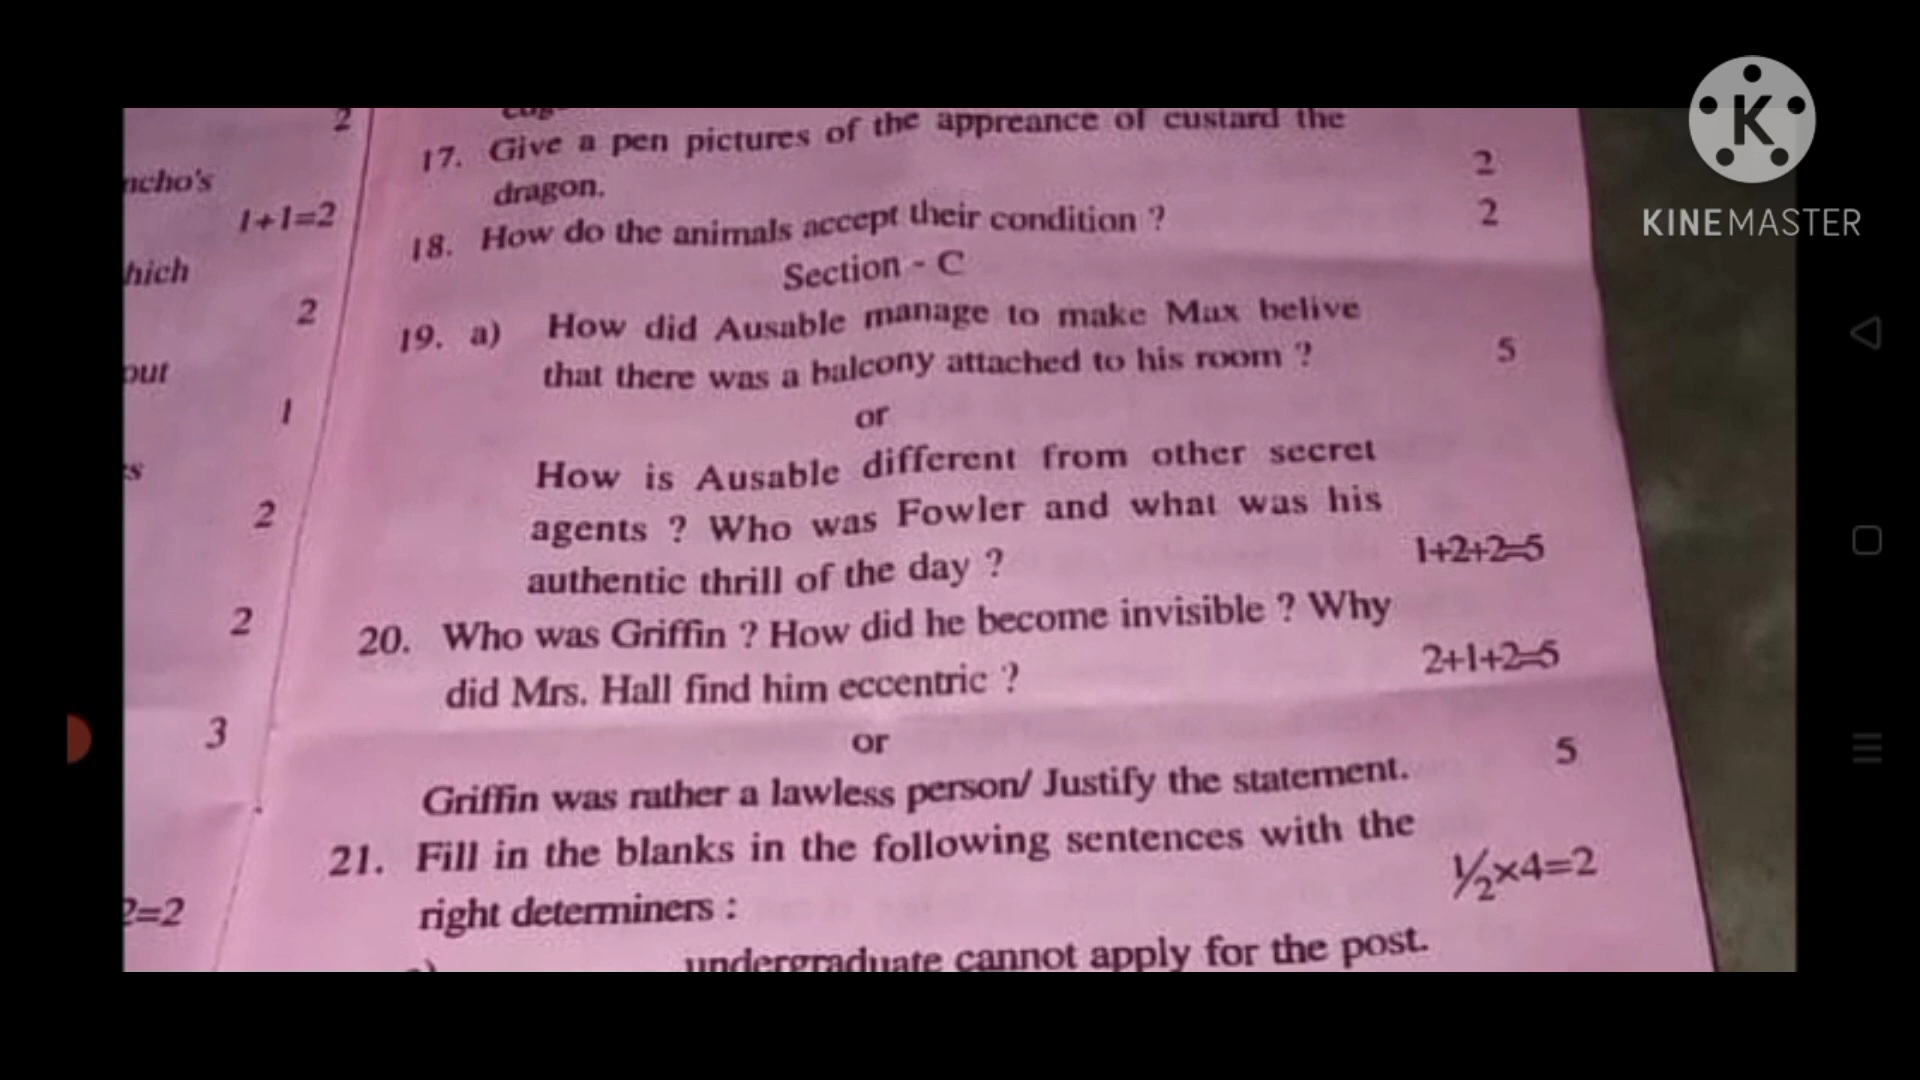 2
ncho's
1+1=2
hich
2
out
1
s
2
2
3
2=2
17. Give a pen pictures of the appreance of custard the
dragon. 2
18. How do the animals accept their condition ? 2
Section - C
19. a) How did Ausable manage to make Max belive
that there was a balcony attached to his room ? 5
or
How is Ausable different from other secret
agents ? Who was Fowler and what was his
authentic thrill of the day ? 1+2+2=5
20. Who was Griffin ? How did he become invisible ? Why
did Mrs. Hall find him eccentric ? 2+1+2=5
or
Griffin was rather a lawless person/ Justify the statement. 5
21. Fill in the blanks in the following sentences with the
right determiners : ½×4=2
undergraduate cannot apply for the post.
K
KINEMASTER